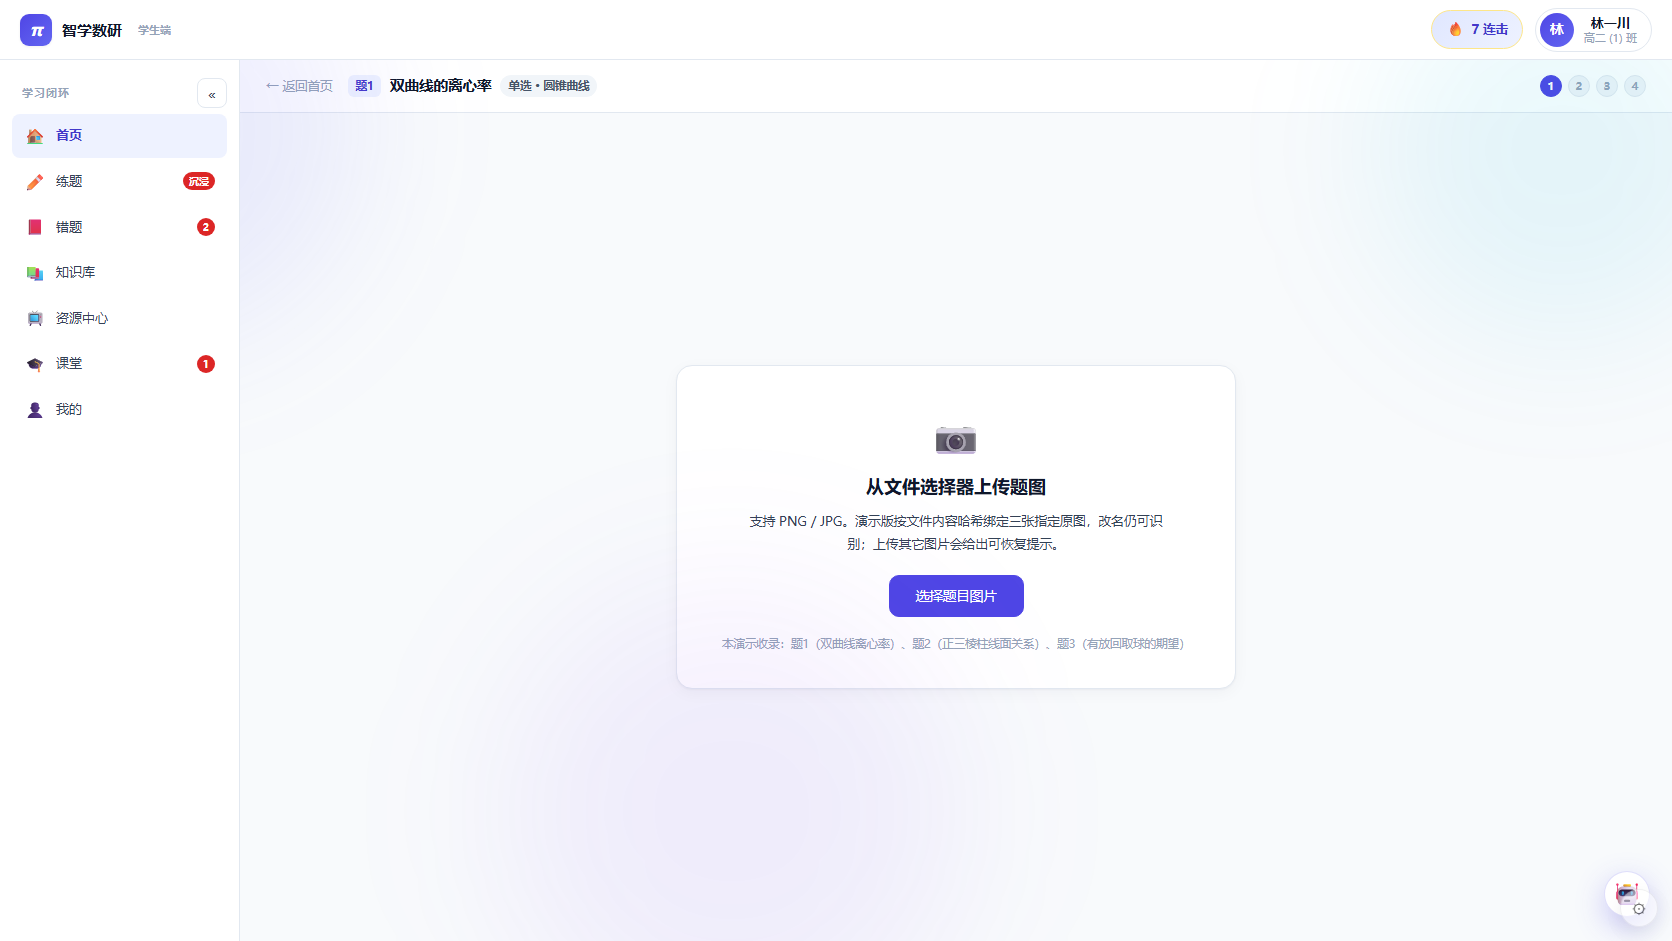 π 智学数研 学生端
7 连击
林 林一川
高二 (1) 班
学习闭环 «
← 返回首页 题1 双曲线的离心率 单选 • 圆锥曲线
1 2 3 4
首页
练题 沉浸
错题 2
知识库
资源中心
课堂 1
我的
从文件选择器上传题图
支持 PNG / JPG。演示版按文件内容哈希绑定三张指定原图，改名仍可识
别；上传其它图片会给出可恢复提示。
选择题目图片
本演示收录：题1（双曲线离心率）、题2（正三棱柱线面关系）、题3（有放回取球的期望）